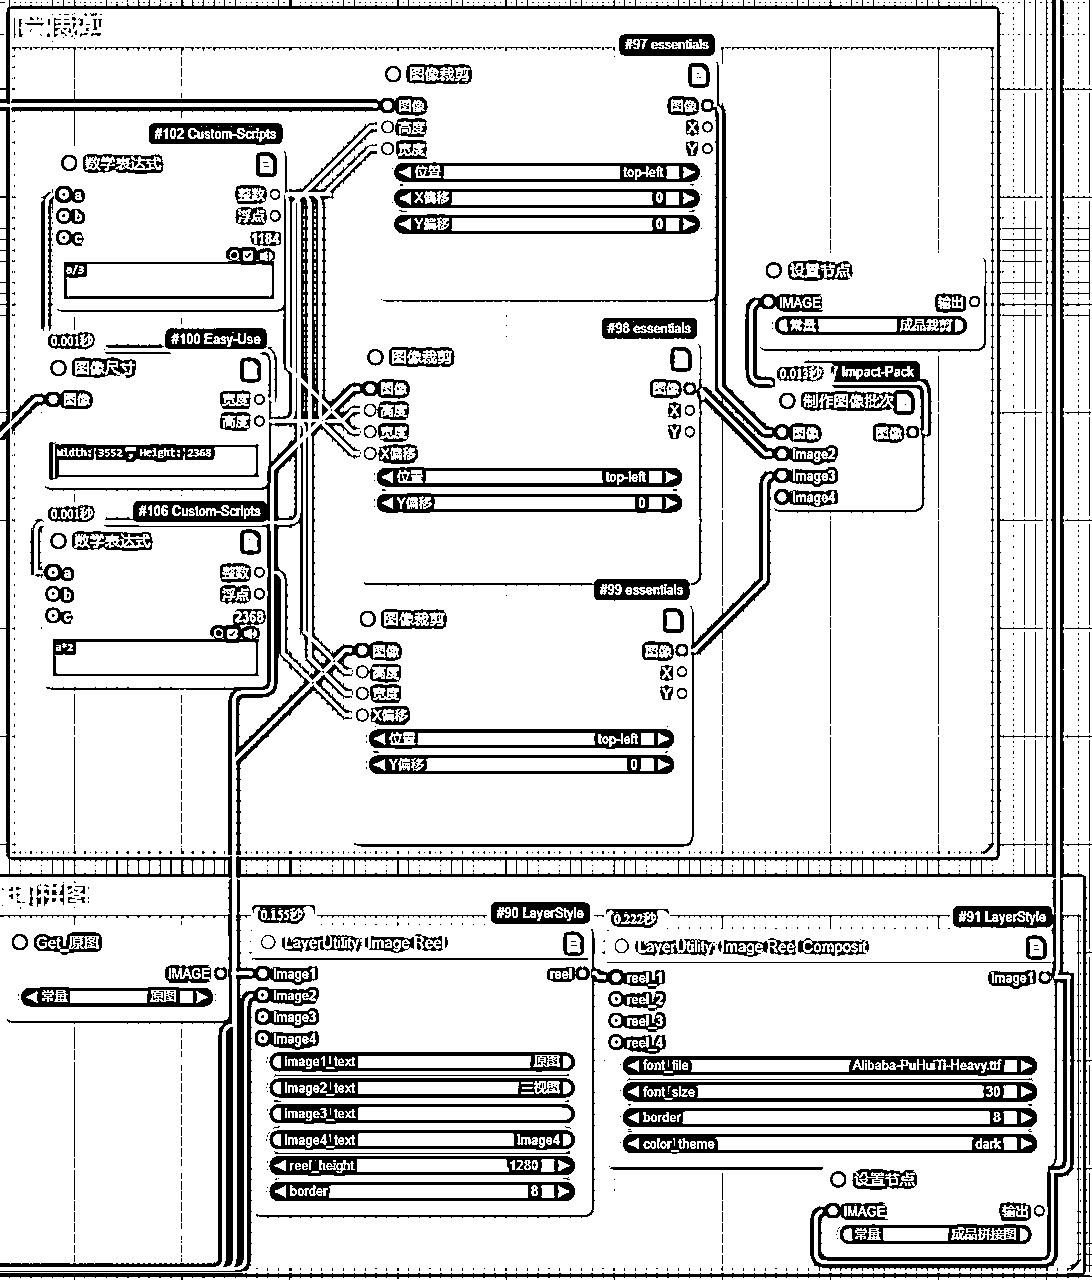 裁剪
#97 essentials
图像裁剪
图像
图像
高度
X
宽度
Y
位置 top-left
X偏移 0
Y偏移 0
#102 Custom-Scripts
数学表达式
a
整数
b
浮点
c
1184
a/3
0.001秒
#100 Easy-Use
图像尺寸
图像
宽度
高度
Width: 3552 , Height: 2368
0.001秒
#106 Custom-Scripts
数学表达式
a
整数
b
浮点
c
2368
a*2
#98 essentials
图像裁剪
图像
图像
高度
X
宽度
Y
X偏移
位置 top-left
Y偏移 0
#99 essentials
图像裁剪
图像
图像
高度
X
宽度
Y
X偏移
位置 top-left
Y偏移 0
设置节点
IMAGE
输出
常量 成品裁剪
0.013秒
Impact-Pack
制作图像批次
图像
图像
image2
image3
image4
拼图
Get_原图
IMAGE
常量 原图
0.155秒
#90 LayerStyle
LayerUtility: Image Reel
image1
reel
image2
image3
image4
image1_text 原图
image2_text 三视图
image3_text
image4_text image4
reel_height 1280
border 8
0.222秒
#91 LayerStyle
LayerUtility: Image Reel Composit
reel_1
image1
reel_2
reel_3
reel_4
font_file Alibaba-PuHuiTi-Heavy.ttf
font_size 30
border 8
color_theme dark
设置节点
IMAGE
输出
常量 成品拼接图